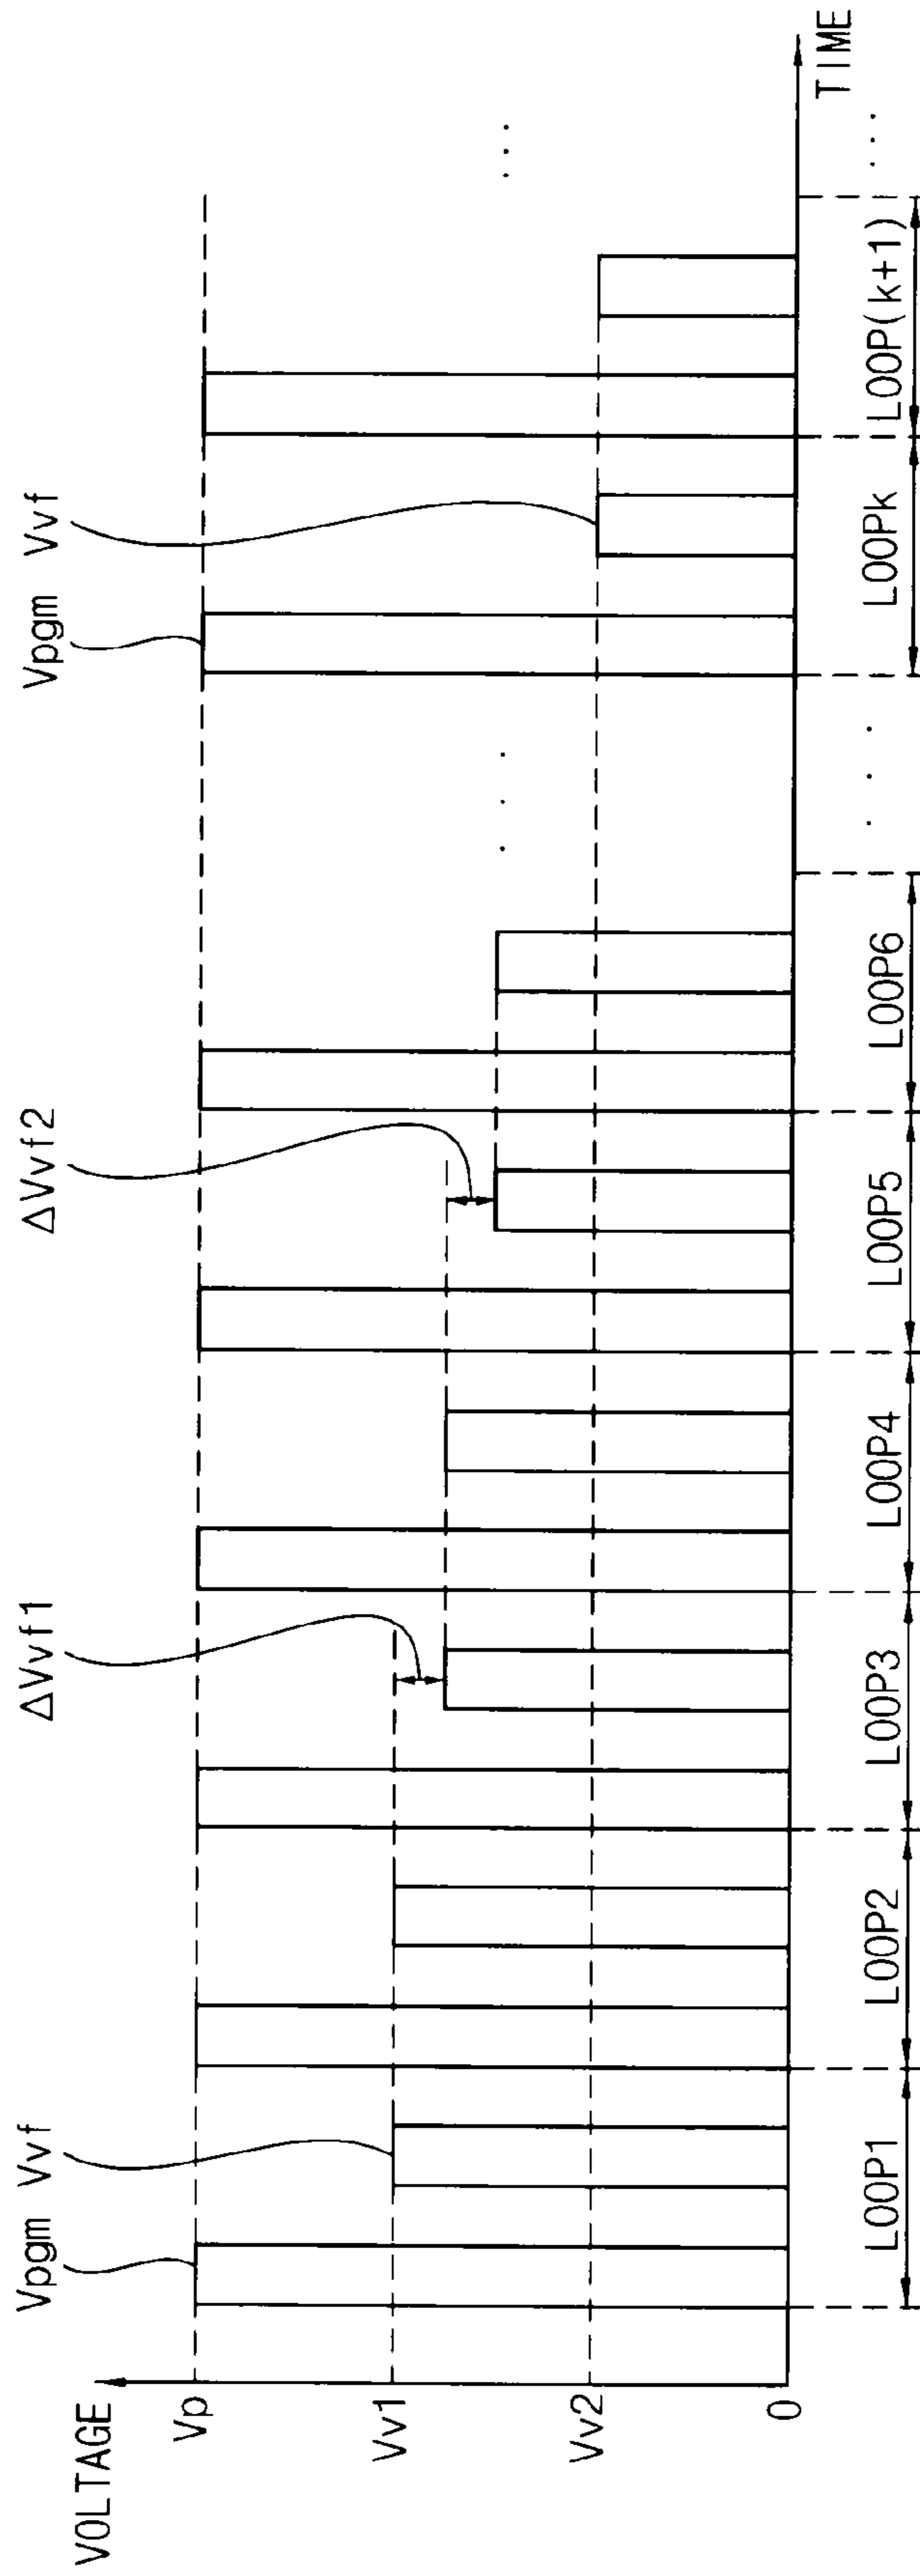 VOLTAGE
Vpgm Vvf
ΔVvf1
ΔVvf2
Vpgm Vvf
Vp
Vv1
Vv2
0
TIME
. . .
. . .
LOOP1
LOOP2
LOOP3
LOOP4
LOOP5
LOOP6
. . .
LOOPk
LOOP(k+1)
. . .